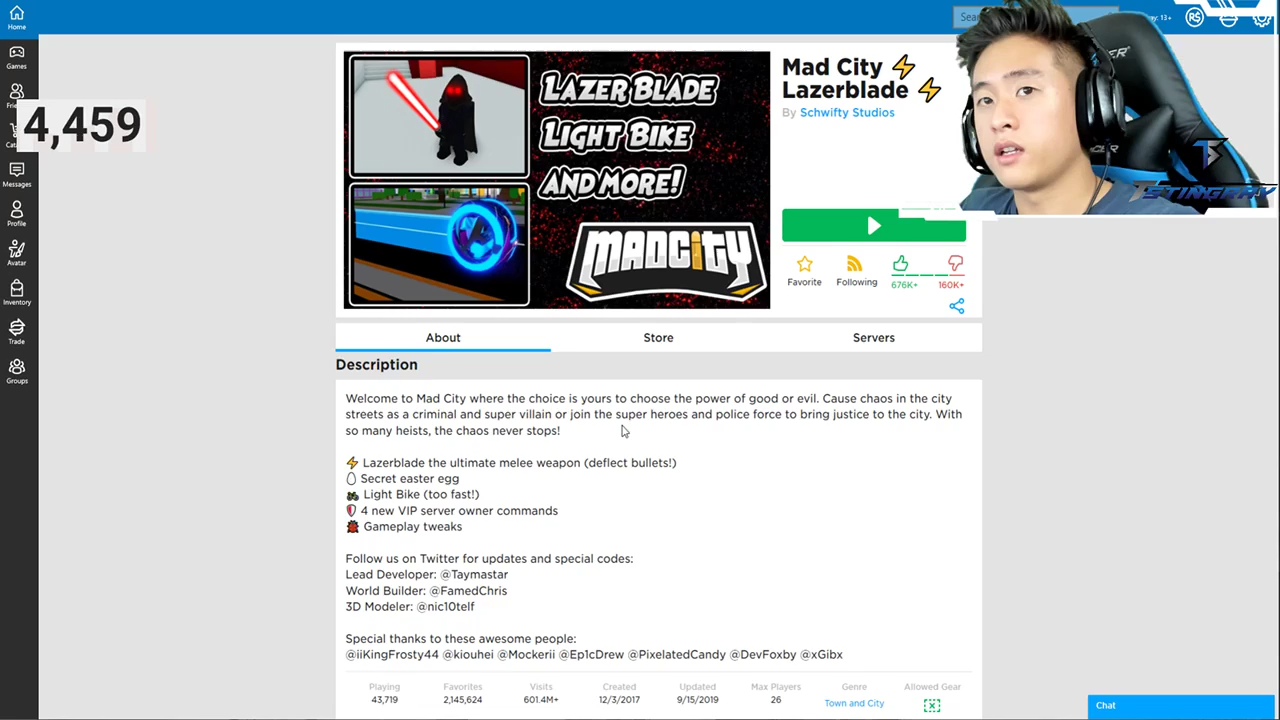 Home
Games
4,459
Messages
Profile
Avatar
Inventory
Trade
Groups
LAZER BLADE
LIGHT BIKE
AND MORE!
MADCITY
Mad City ⚡
Lazerblade ⚡
By Schwifty Studios
Sea
y: 13+
STINGRAY
Favorite
Following
676K+
160K+
About
Store
Servers
Description
Welcome to Mad City where the choice is yours to choose the power of good or evil. Cause chaos in the city
streets as a criminal and super villain or join the super heroes and police force to bring justice to the city. With
so many heists, the chaos never stops!
⚡ Lazerblade the ultimate melee weapon (deflect bullets!)
Secret easter egg
Light Bike (too fast!)
4 new VIP server owner commands
Gameplay tweaks
Follow us on Twitter for updates and special codes:
Lead Developer: @Taymastar
World Builder: @FamedChris
3D Modeler: @nic10telf
Special thanks to these awesome people:
@iiKingFrosty44 @kiouhei @Mockerii @Ep1cDrew @PixelatedCandy @DevFoxby @xGibx
Playing Favorites Visits Created Updated Max Players Genre Allowed Gear
43,719 2,145,624 601.4M+ 12/3/2017 9/15/2019 26 Town and City
Chat